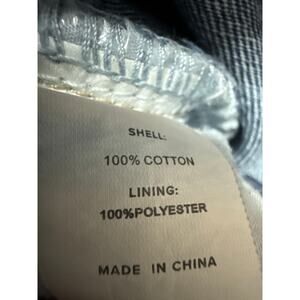 SHELL:
100% COTTON
LINING:
100%POLYESTER
MADE IN CHINA